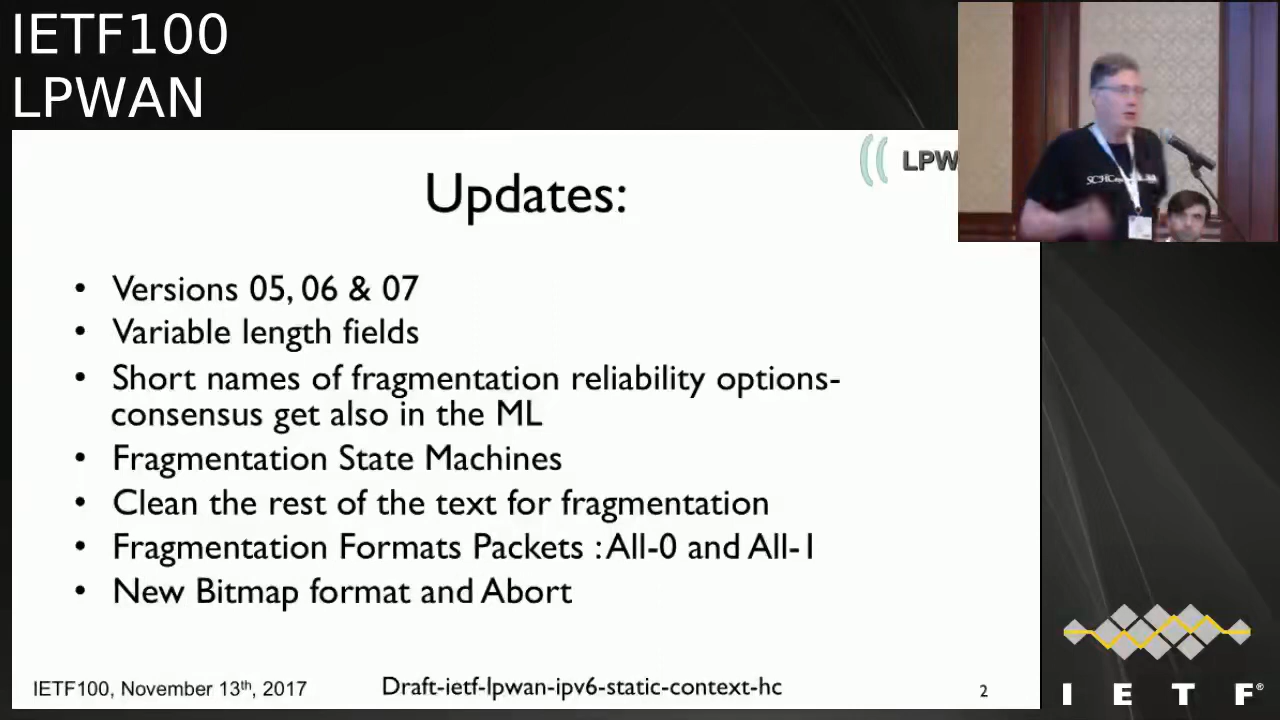 IETF100
LPWAN
LPW
Updates:
• Versions 05, 06 & 07
• Variable length fields
• Short names of fragmentation reliability options-
consensus get also in the ML
• Fragmentation State Machines
• Clean the rest of the text for fragmentation
• Fragmentation Formats Packets : All-0 and All-1
• New Bitmap format and Abort
IETF100, November 13th, 2017
Draft-ietf-lpwan-ipv6-static-context-hc
2
I E T F®